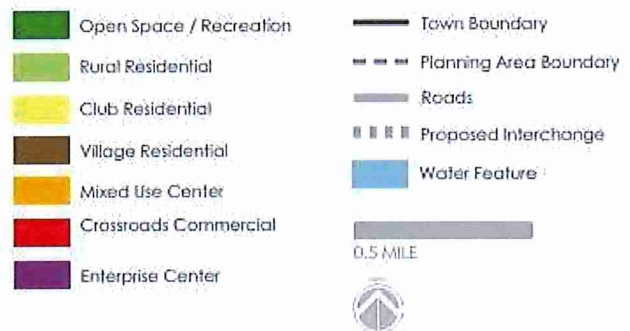 Open Space / Recreation
Rural Residential
Club Residential
Village Residential
Mixed Use Center
Crossroads Commercial
Enterprise Center
Town Boundary
Planning Area Boundary
Roads
Proposed Interchange
Water Feature
0.5 MILE